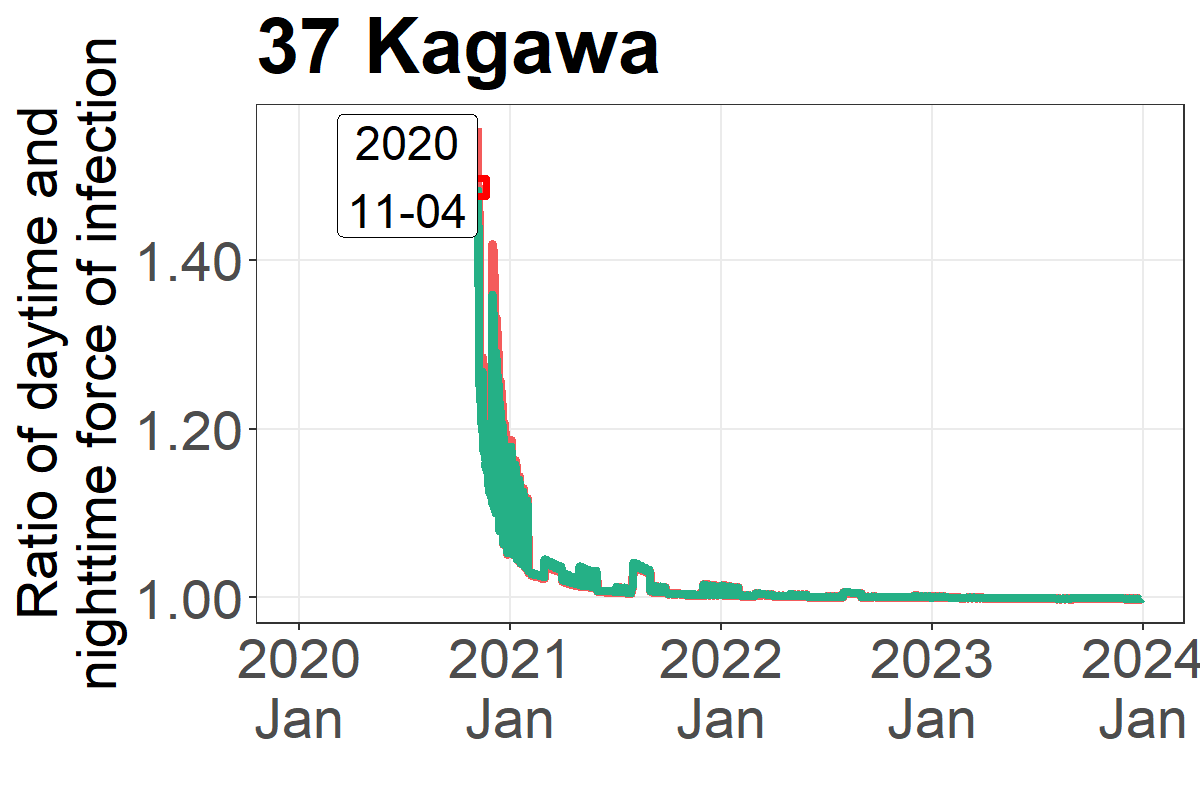 37 Kagawa
Ratio of daytime and
nighttime force of infection
2020
11-04
1.40
1.20
1.00
2020
Jan
2021
Jan
2022
Jan
2023
Jan
2024
Jan